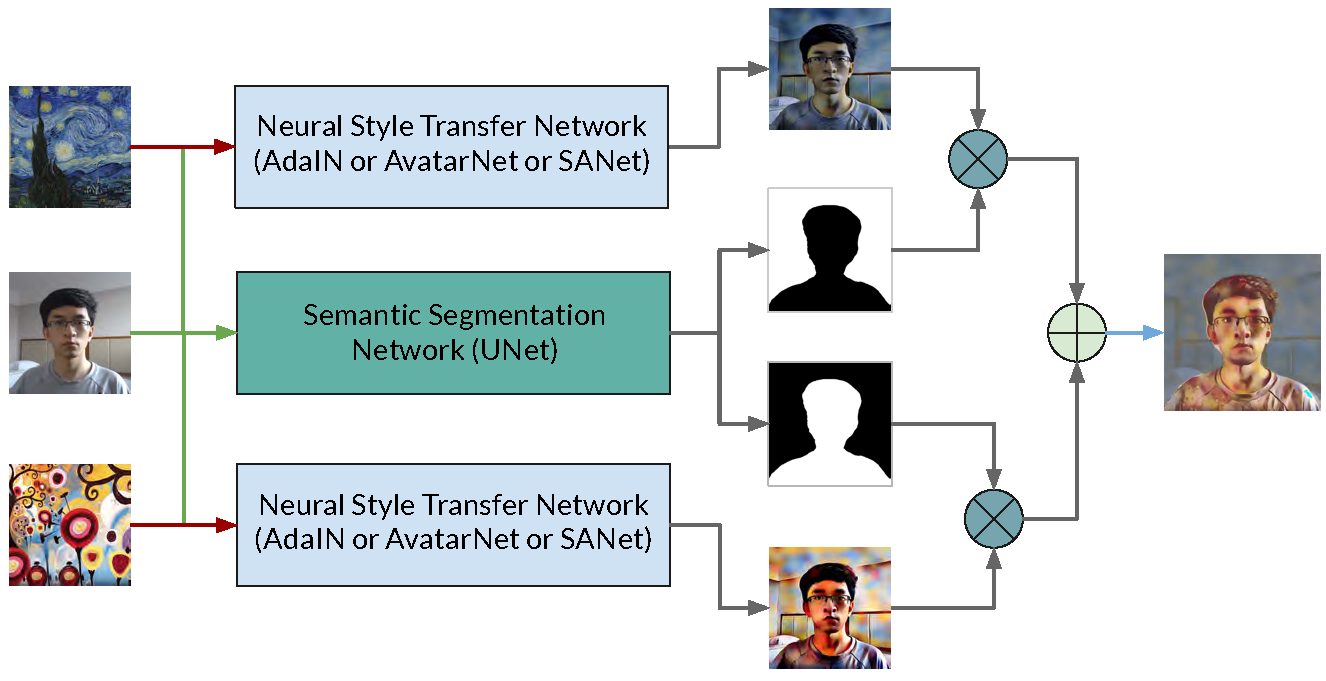 Neural Style Transfer Network
(AdaIN or AvatarNet or SANet)
Semantic Segmentation
Network (UNet)
Neural Style Transfer Network
(AdaIN or AvatarNet or SANet)